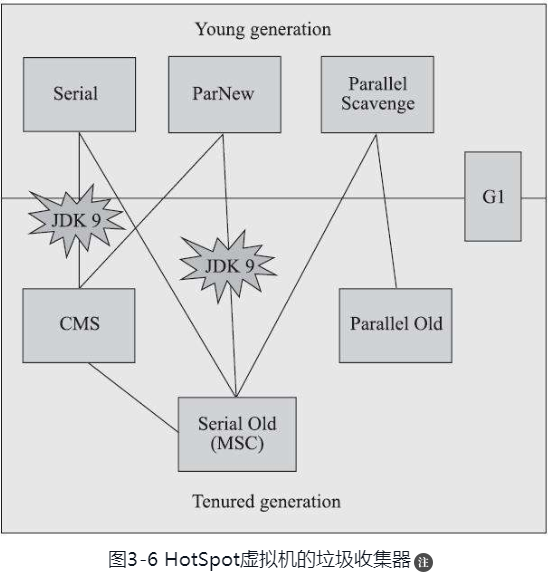 Young generation
Serial
ParNew
Parallel
Scavenge
G1
JDK 9
JDK 9
CMS
Parallel Old
Serial Old
(MSC)
Tenured generation
图3-6 HotSpot虚拟机的垃圾收集器 注